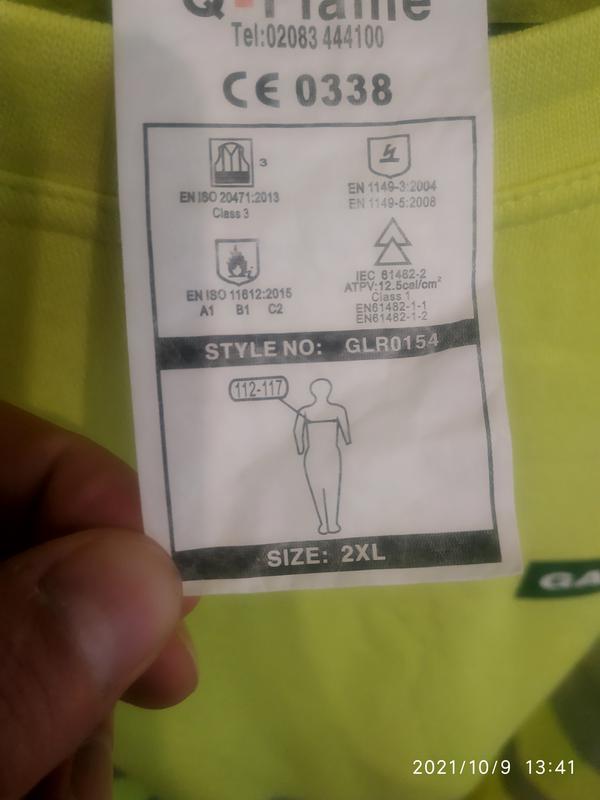 Q-Flame
Tel:02083 444100
CE 0338
3
EN ISO 20471:2013
Class 3
EN 1149-3:2004
EN 1149-5:2008
EN ISO 11612:2015
A1 B1 C2
IEC 61482-2
ATPV:12.5cal/cm²
Class 1
EN61482-1-1
EN61482-1-2
STYLE NO: GLR0154
112-117
SIZE: 2XL
GA
2021/10/9 13:41